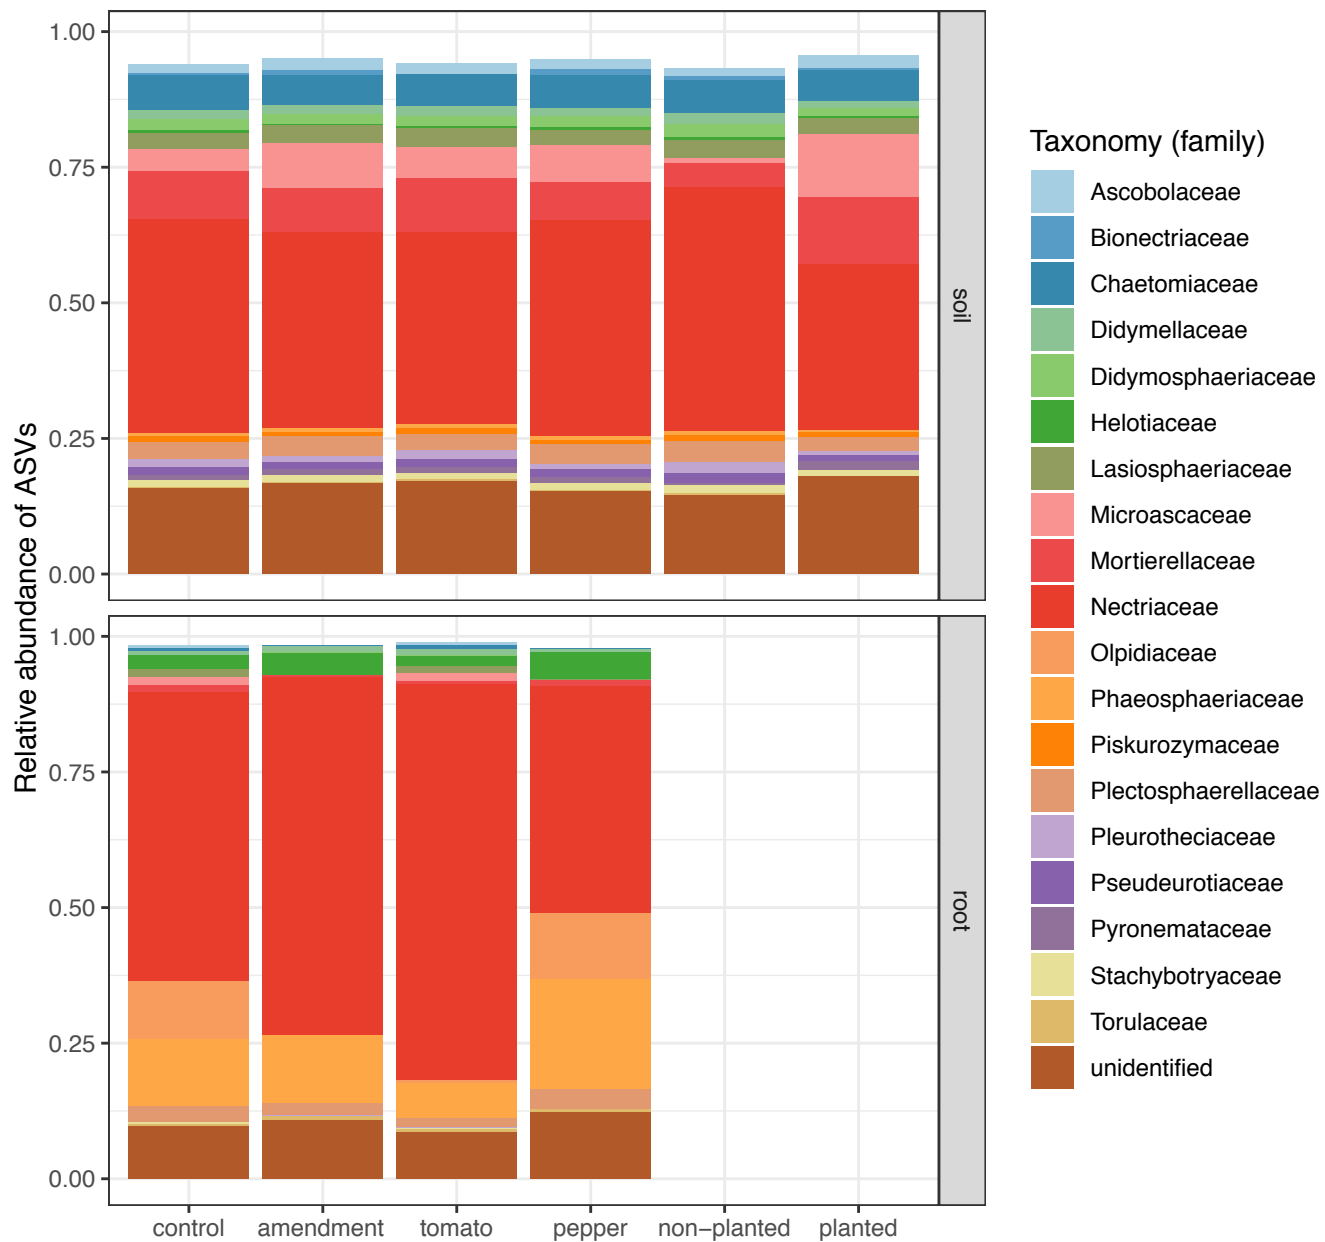 Relative abundance of ASVs
1.00
0.75
0.50
0.25
0.00
soil
1.00
0.75
0.50
0.25
0.00
root
control amendment tomato pepper non−planted planted
Taxonomy (family)
Ascobolaceae
Bionectriaceae
Chaetomiaceae
Didymellaceae
Didymosphaeriaceae
Helotiaceae
Lasiosphaeriaceae
Microascaceae
Mortierellaceae
Nectriaceae
Olpidiaceae
Phaeosphaeriaceae
Piskurozymaceae
Plectosphaerellaceae
Pleurotheciaceae
Pseudeurotiaceae
Pyronemataceae
Stachybotryaceae
Torulaceae
unidentified